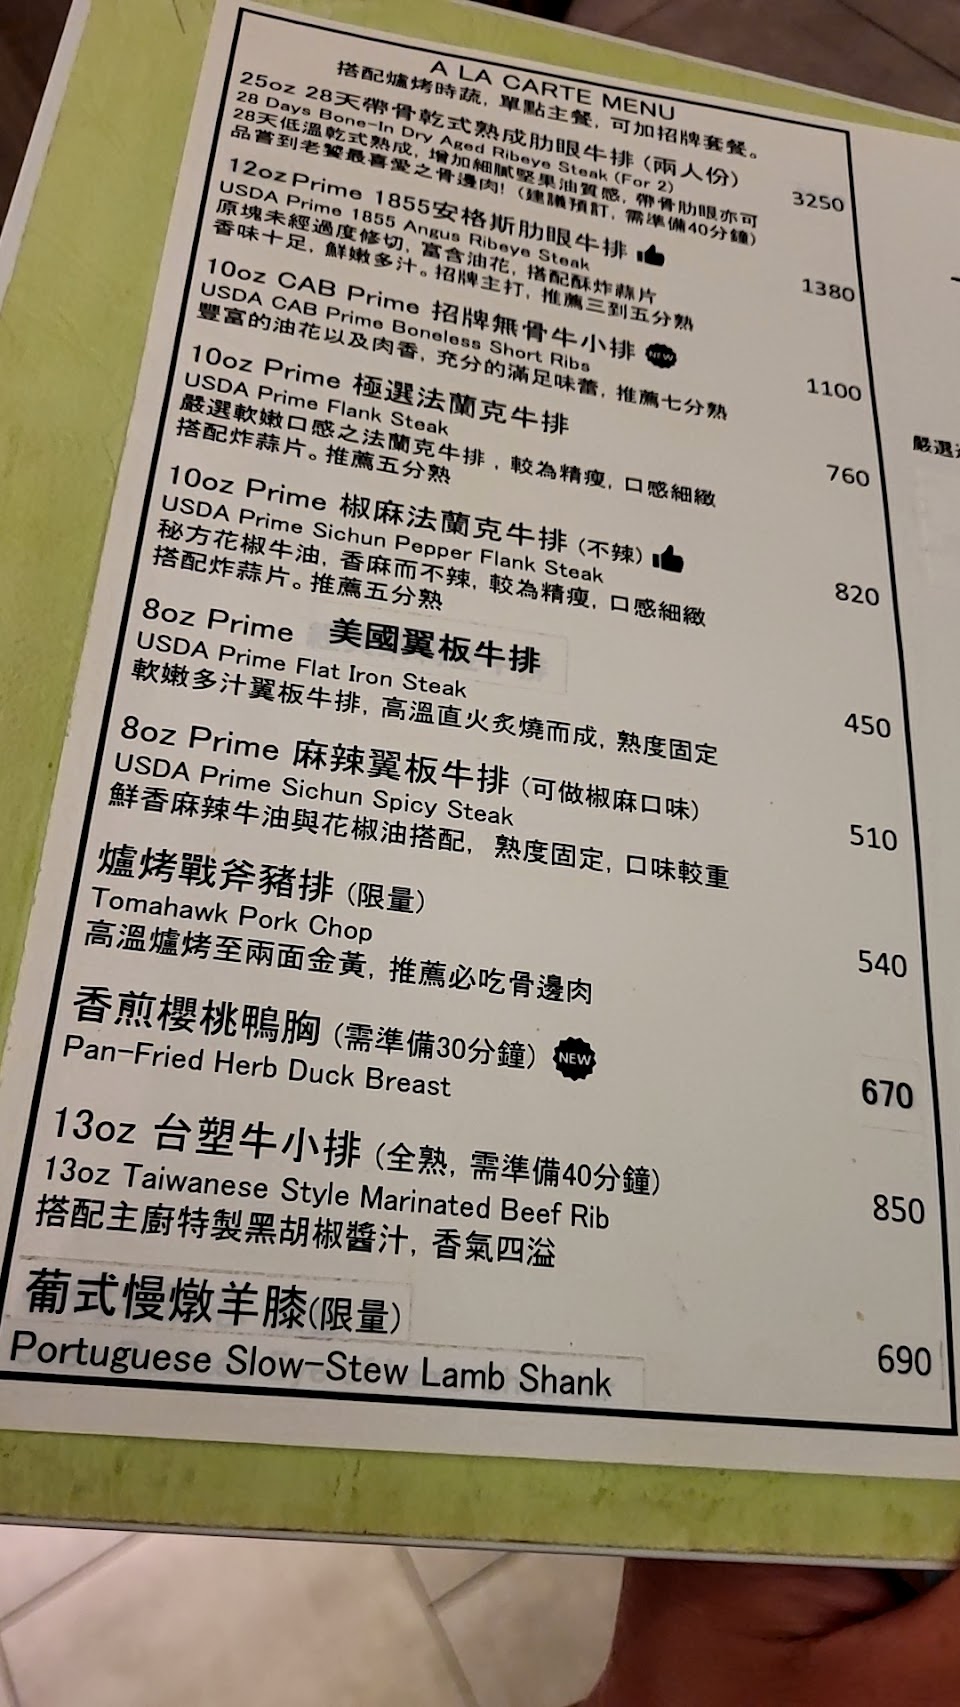 A LA CARTE MENU
搭配爐烤時蔬, 單點主餐, 可加招牌套餐。
25oz 28天帶骨乾式熟成肋眼牛排 (兩人份)
28 Days Bone-In Dry Aged Ribeye Steak (For 2)
3250
28天低溫乾式熟成, 增加細膩堅果油質感, 帶骨肋眼亦可
品嘗到老饕最喜愛之骨邊肉! (建議預訂, 需準備40分鐘)
12oz Prime 1855安格斯肋眼牛排
USDA Prime 1855 Angus Ribeye Steak
1380
原塊未經過度修切, 富含油花, 搭配酥炸蒜片
香味十足, 鮮嫩多汁。招牌主打, 推薦三到五分熟
10oz CAB Prime 招牌無骨牛小排 NEW
USDA CAB Prime Boneless Short Ribs
1100
豐富的油花以及肉香, 充分的滿足味蕾, 推薦七分熟
10oz Prime 極選法蘭克牛排
USDA Prime Flank Steak
760
嚴選軟嫩口感之法蘭克牛排 , 較為精瘦, 口感細緻
搭配炸蒜片。推薦五分熟
10oz Prime 椒麻法蘭克牛排 (不辣)
USDA Prime Sichun Pepper Flank Steak
820
秘方花椒牛油, 香麻而不辣, 較為精瘦, 口感細緻
搭配炸蒜片。推薦五分熟
8oz Prime 美國翼板牛排
USDA Prime Flat Iron Steak
450
軟嫩多汁翼板牛排, 高溫直火炙燒而成, 熟度固定
8oz Prime 麻辣翼板牛排 (可做椒麻口味)
USDA Prime Sichun Spicy Steak
510
鮮香麻辣牛油與花椒油搭配, 熟度固定, 口味較重
爐烤戰斧豬排 (限量)
Tomahawk Pork Chop
540
高溫爐烤至兩面金黃, 推薦必吃骨邊肉
香煎櫻桃鴨胸 (需準備30分鐘) NEW
Pan-Fried Herb Duck Breast
670
13oz 台塑牛小排 (全熟, 需準備40分鐘)
13oz Taiwanese Style Marinated Beef Rib
850
搭配主廚特製黑胡椒醬汁, 香氣四溢
葡式慢燉羊膝(限量)
Portuguese Slow-Stew Lamb Shank
690
嚴選